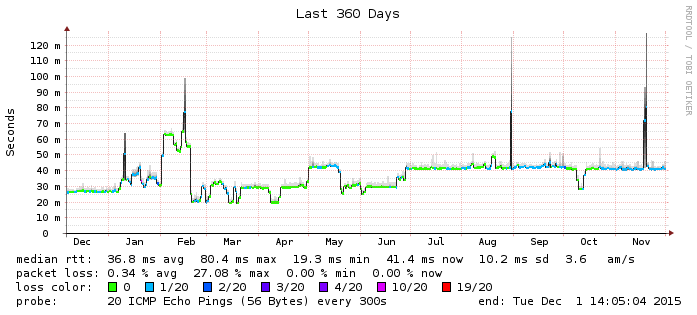 Last 360 Days
RRDTOOL / TOBI OETIKER
Seconds
120 m
110 m
100 m
90 m
80 m
70 m
60 m
50 m
40 m
30 m
20 m
10 m
0
Dec Jan Feb Mar Apr May Jun Jul Aug Sep Oct Nov
median rtt: 36.8 ms avg 80.4 ms max 19.3 ms min 41.4 ms now 10.2 ms sd 3.6 am/s
packet loss: 0.34 % avg 27.08 % max 0.00 % min 0.00 % now
loss color: 0 1/20 2/20 3/20 4/20 10/20 19/20
probe: 20 ICMP Echo Pings (56 Bytes) every 300s end: Tue Dec 1 14:05:04 2015